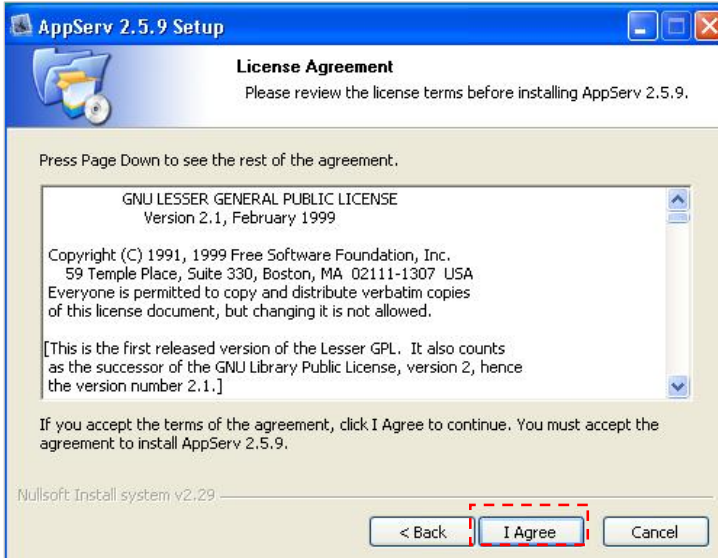 AppServ 2.5.9 Setup
License Agreement
Please review the license terms before installing AppServ 2.5.9.
Press Page Down to see the rest of the agreement.
GNU LESSER GENERAL PUBLIC LICENSE
Version 2.1, February 1999
Copyright (C) 1991, 1999 Free Software Foundation, Inc.
59 Temple Place, Suite 330, Boston, MA 02111-1307 USA
Everyone is permitted to copy and distribute verbatim copies
of this license document, but changing it is not allowed.
[This is the first released version of the Lesser GPL. It also counts
as the successor of the GNU Library Public License, version 2, hence
the version number 2.1.]
If you accept the terms of the agreement, click I Agree to continue. You must accept the
agreement to install AppServ 2.5.9.
Nullsoft Install system v2.29
< Back I Agree Cancel